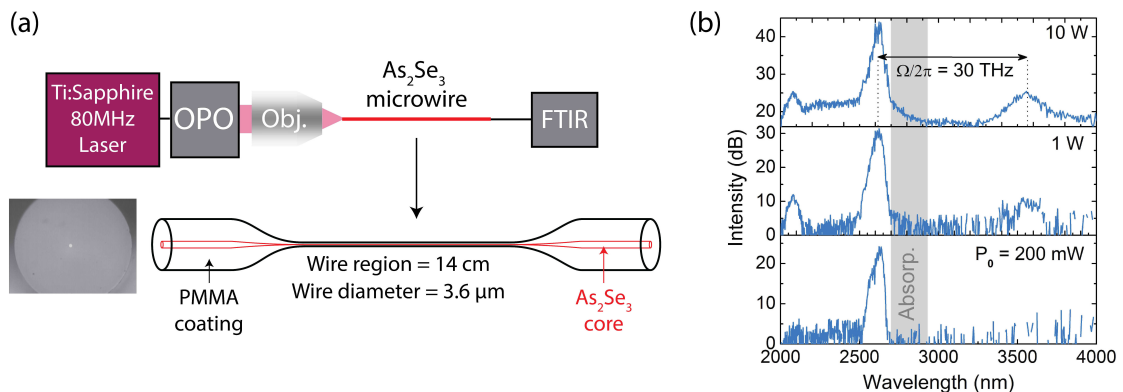 (a)
Ti:Sapphire
80MHz
Laser
OPO
Obj.
As₂Se₃
microwire
FTIR
Wire region = 14 cm
Wire diameter = 3.6 μm
PMMA
coating
As₂Se₃
core
(b)
10 W
Ω/2π = 30 THz
40
30
20
1 W
30
20
10
0
P₀ = 200 mW
20
10
0
Absorp.
Intensity (dB)
2000 2500 3000 3500 4000
Wavelength (nm)